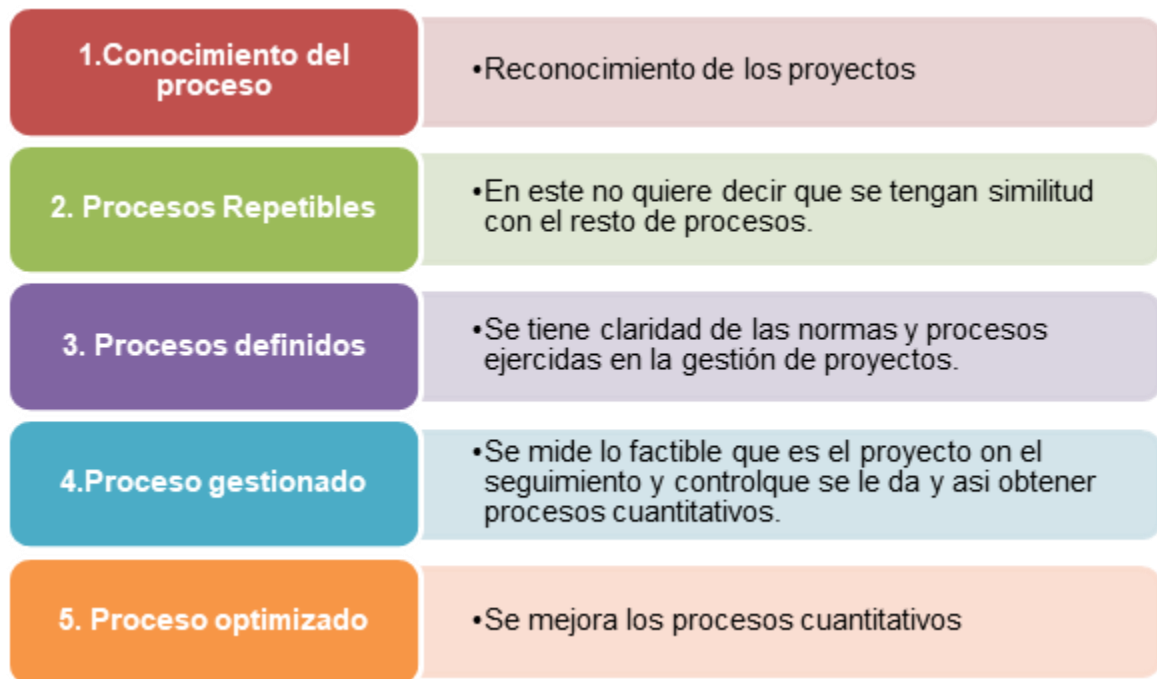 1.Conocimiento del
proceso
•Reconocimiento de los proyectos
2. Procesos Repetibles
•En este no quiere decir que se tengan similitud
con el resto de procesos.
3. Procesos definidos
•Se tiene claridad de las normas y procesos
ejercidas en la gestión de proyectos.
4.Proceso gestionado
•Se mide lo factible que es el proyecto on el
seguimiento y controlque se le da y asi obtener
procesos cuantitativos.
5. Proceso optimizado
•Se mejora los procesos cuantitativos